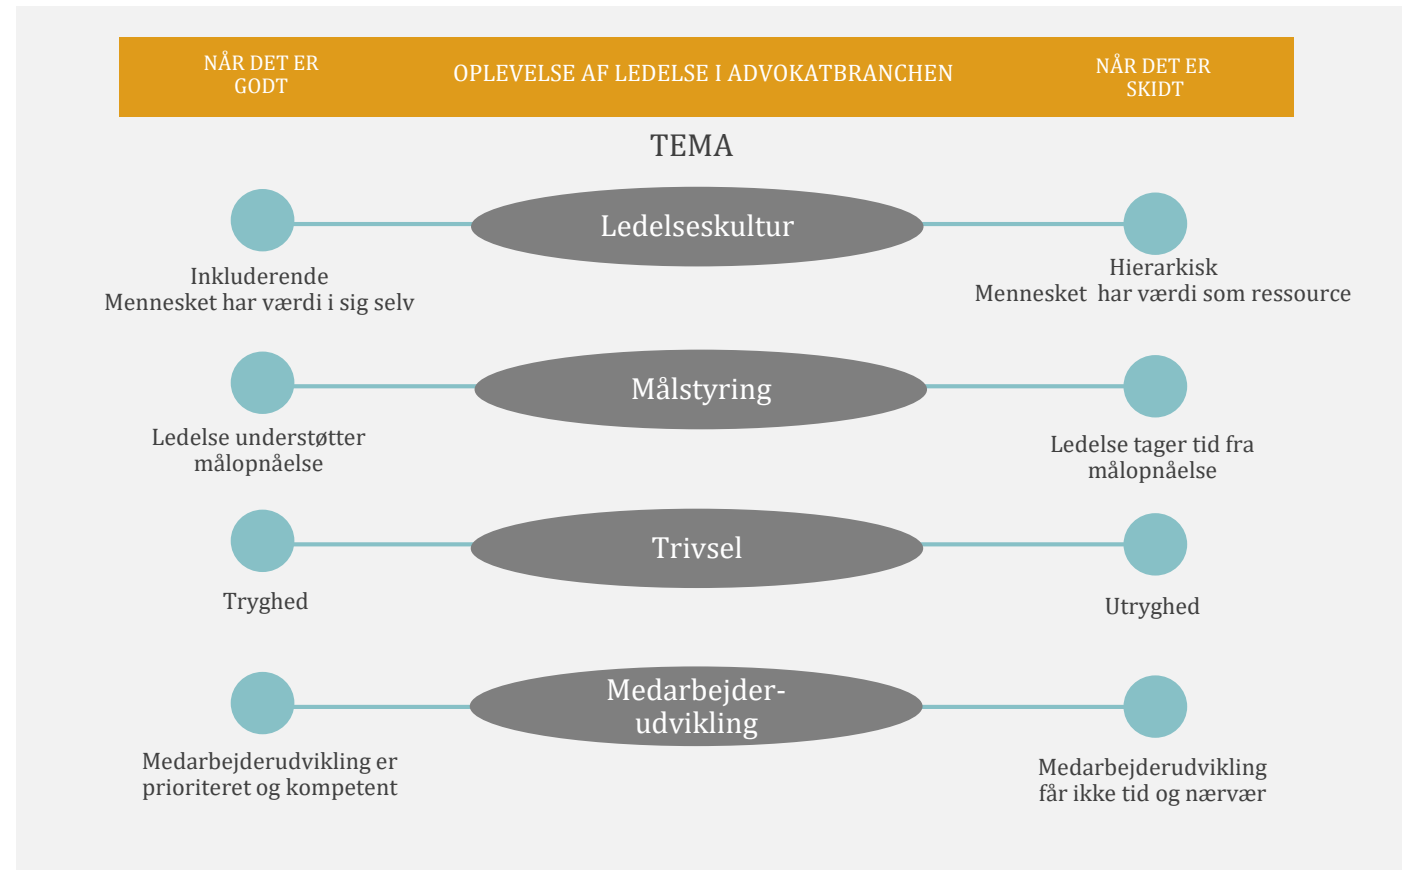 NÅR DET ER
GODT
OPLEVELSE AF LEDELSE I ADVOKATBRANCHEN
NÅR DET ER
SKIDT
TEMA
Ledelseskultur
Inkluderende
Mennesket har værdi i sig selv
Hierarkisk
Mennesket har værdi som ressource
Målstyring
Ledelse understøtter
målopnåelse
Ledelse tager tid fra
målopnåelse
Trivsel
Tryghed
Utryghed
Medarbejder-
udvikling
Medarbejderudvikling er
prioriteret og kompetent
Medarbejderudvikling
får ikke tid og nærvær